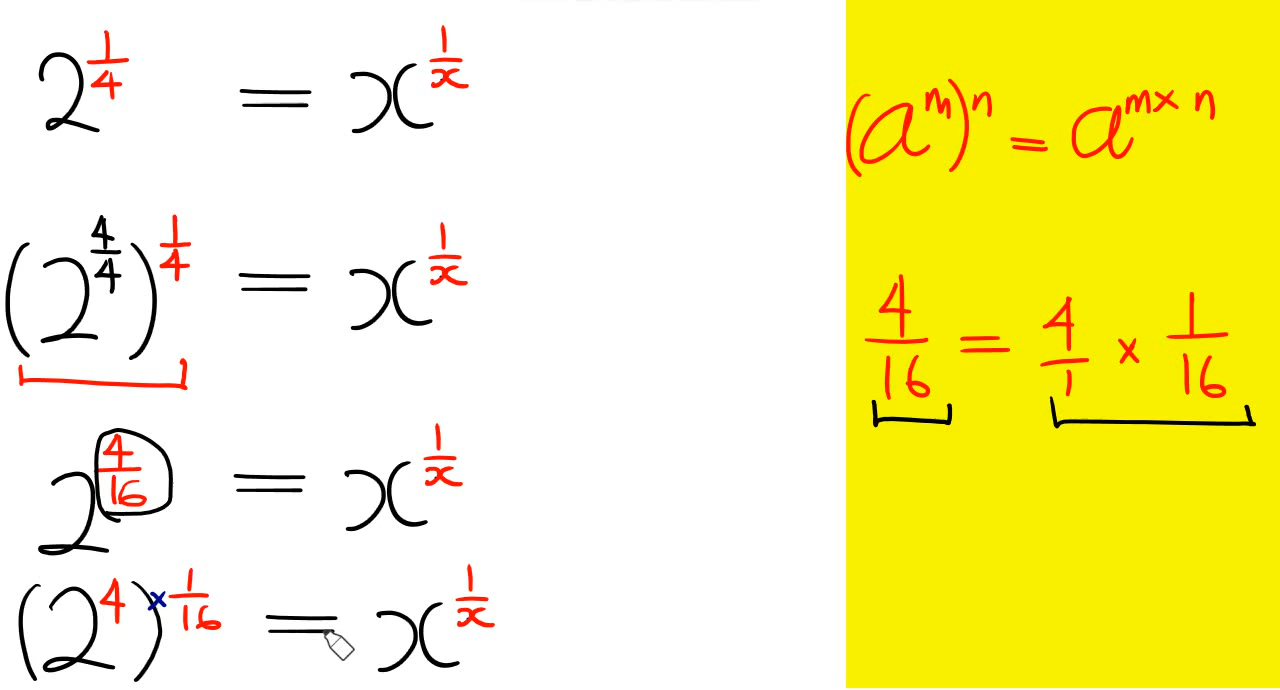 2^{1/4} = x^{1/x}
(2^{4/4})^{1/4} = x^{1/x}
2^{4/16} = x^{1/x}
(2^4)^{× 1/16} = x^{1/x}
(a^m)^n = a^{m×n}
4/16 = 4/1 × 1/16